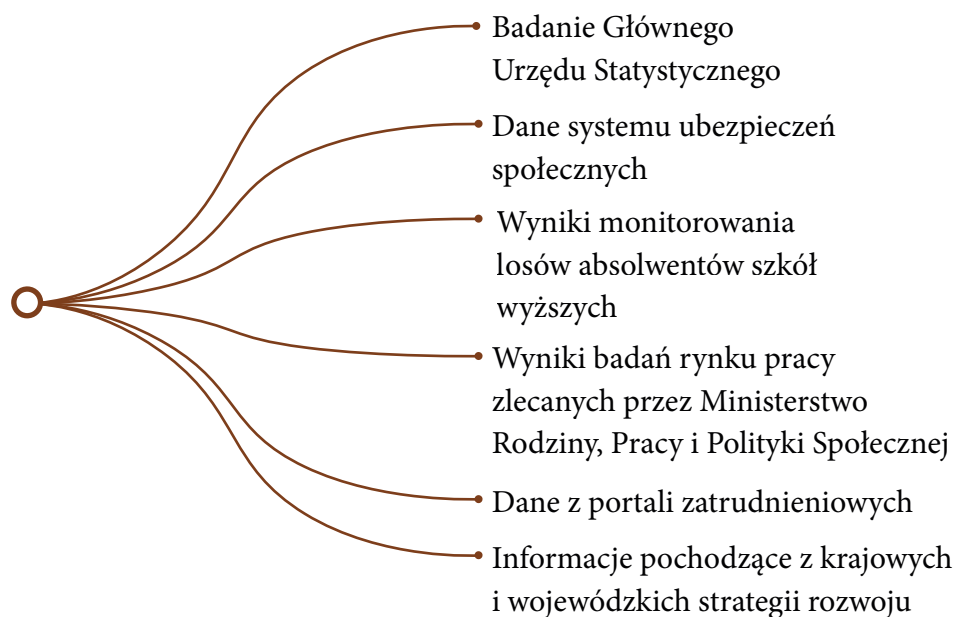 Badanie Głównego
Urzędu Statystycznego
Dane systemu ubezpieczeń
społecznych
Wyniki monitorowania
losów absolwentów szkół
wyższych
Wyniki badań rynku pracy
zlecanych przez Ministerstwo
Rodziny, Pracy i Polityki Społecznej
Dane z portali zatrudnieniowych
Informacje pochodzące z krajowych
i wojewódzkich strategii rozwoju